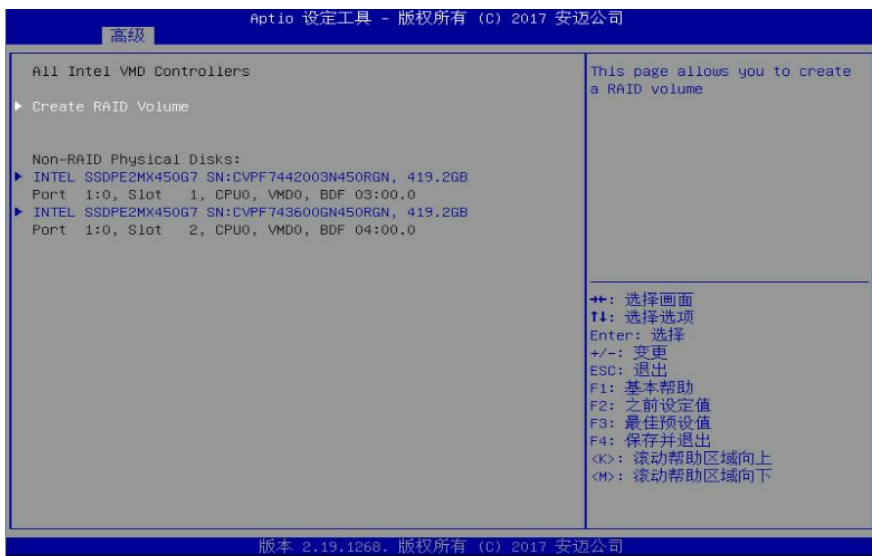 Aptio 设定工具 - 版权所有 (C) 2017 安迈公司
高级
All Intel VMD Controllers
Create RAID Volume
Non-RAID Physical Disks:
INTEL SSDPE2MX450G7 SN:CVPF7442003N450RGN, 419.2GB
Port 1:0, Slot 1, CPU0, VMD0, BDF 03:00.0
INTEL SSDPE2MX450G7 SN:CVPF743600GN450RGN, 419.2GB
Port 1:0, Slot 2, CPU0, VMD0, BDF 04:00.0
This page allows you to create
a RAID volume
→←: 选择画面
↑↓: 选择选项
Enter: 选择
+/-: 变更
ESC: 退出
F1: 基本帮助
F2: 之前设定值
F3: 最佳预设值
F4: 保存并退出
<K>: 滚动帮助区域向上
<M>: 滚动帮助区域向下
版本 2.19.1268. 版权所有 (C) 2017 安迈公司